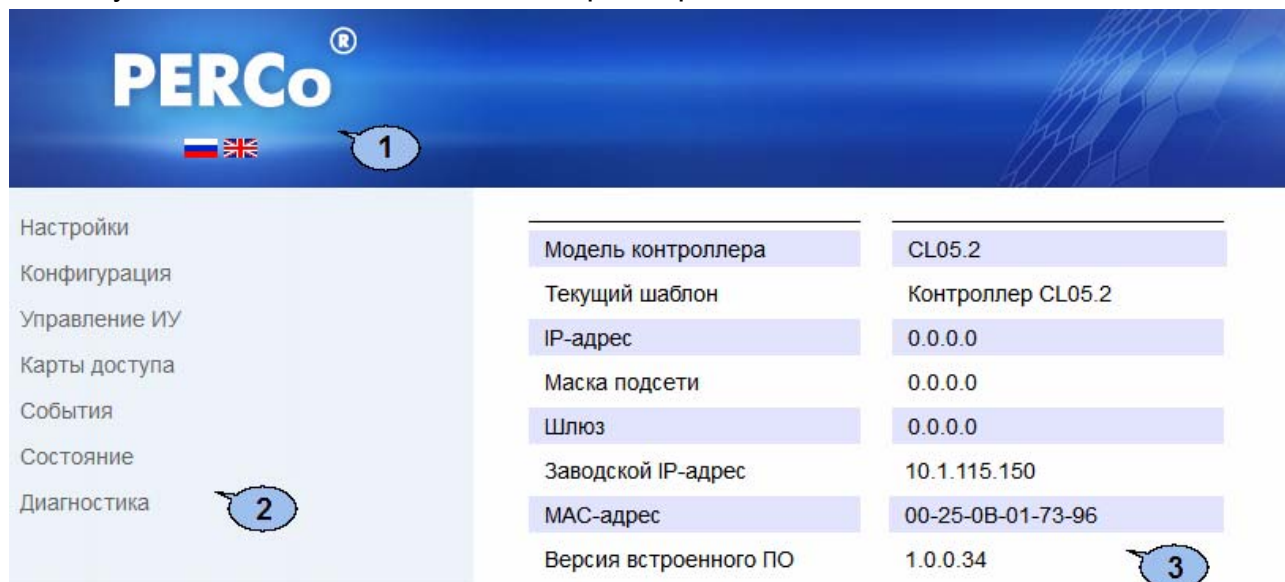 PERCo®
1
Настройки
Конфигурация
Управление ИУ
Карты доступа
События
Состояние
Диагностика
2
Модель контроллера CL05.2
Текущий шаблон Контроллер CL05.2
IP-адрес 0.0.0.0
Маска подсети 0.0.0.0
Шлюз 0.0.0.0
Заводской IP-адрес 10.1.115.150
MAC-адрес 00-25-0B-01-73-96
Версия встроенного ПО 1.0.0.34
3